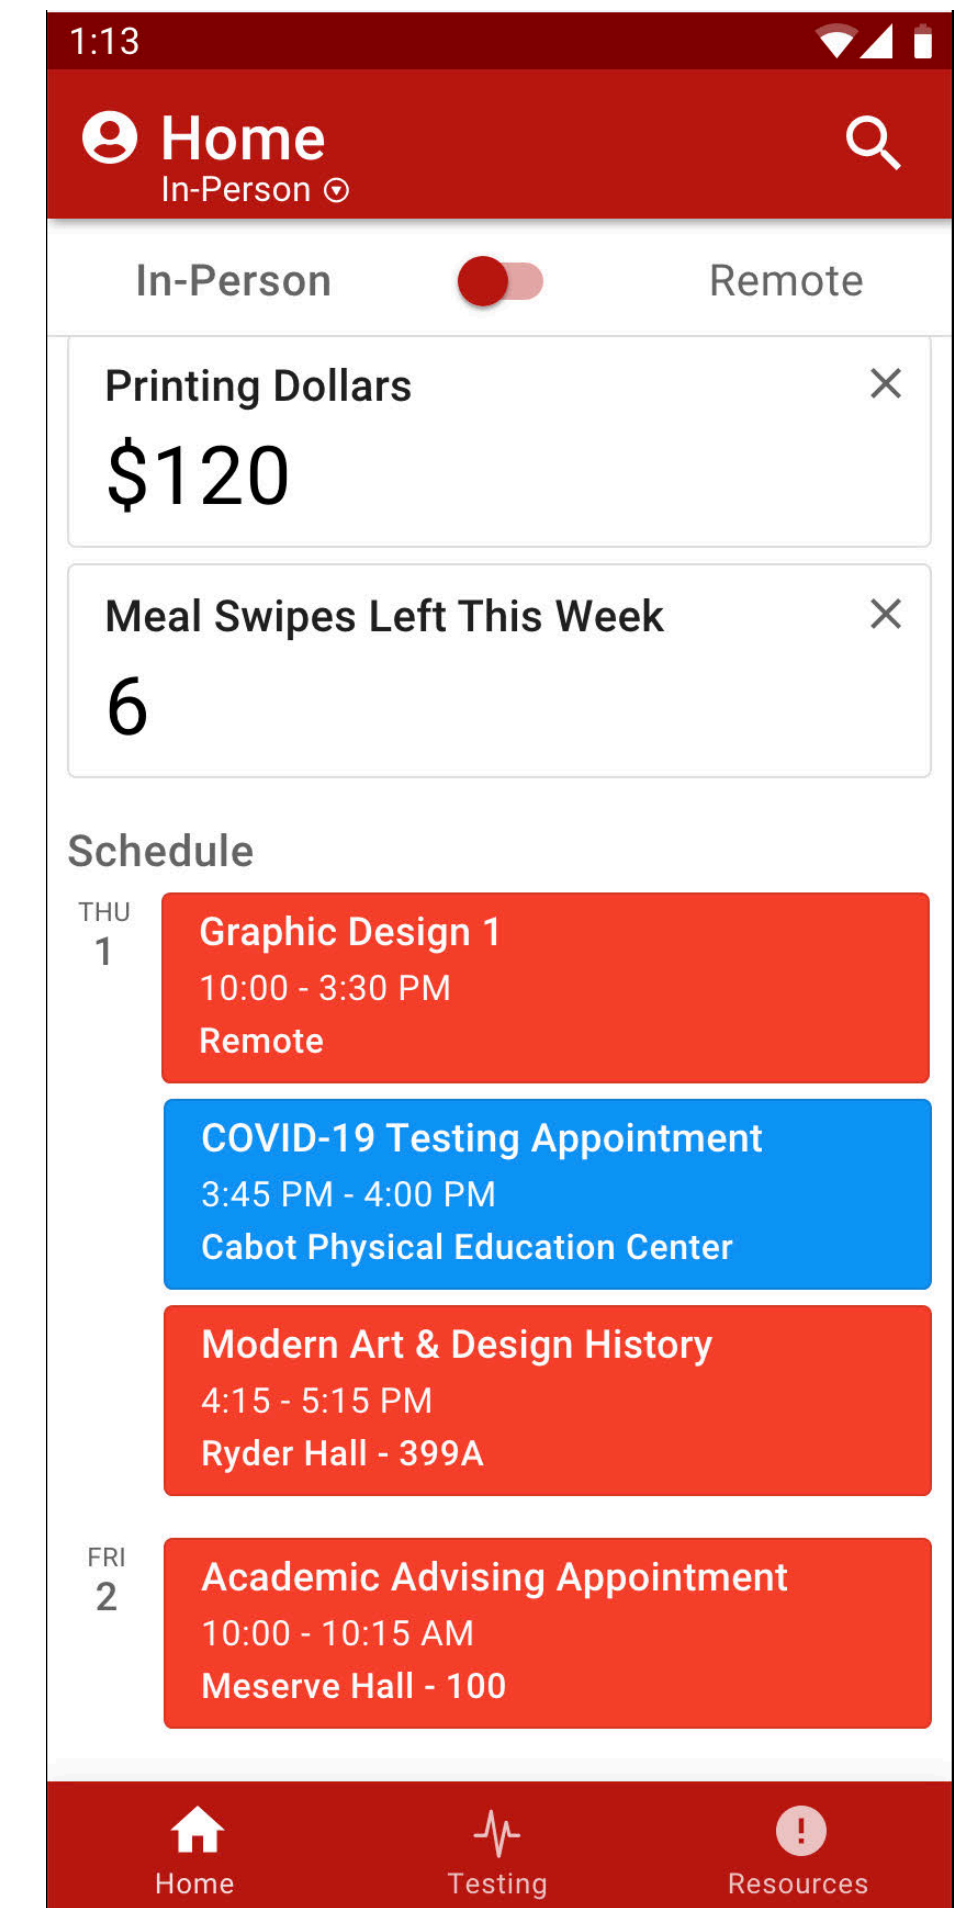 1:13
Home
In-Person
In-Person
Remote
Printing Dollars
$120
Meal Swipes Left This Week
6
Schedule
THU
1
Graphic Design 1
10:00 - 3:30 PM
Remote
COVID-19 Testing Appointment
3:45 PM - 4:00 PM
Cabot Physical Education Center
Modern Art & Design History
4:15 - 5:15 PM
Ryder Hall - 399A
FRI
2
Academic Advising Appointment
10:00 - 10:15 AM
Meserve Hall - 100
Home
Testing
Resources